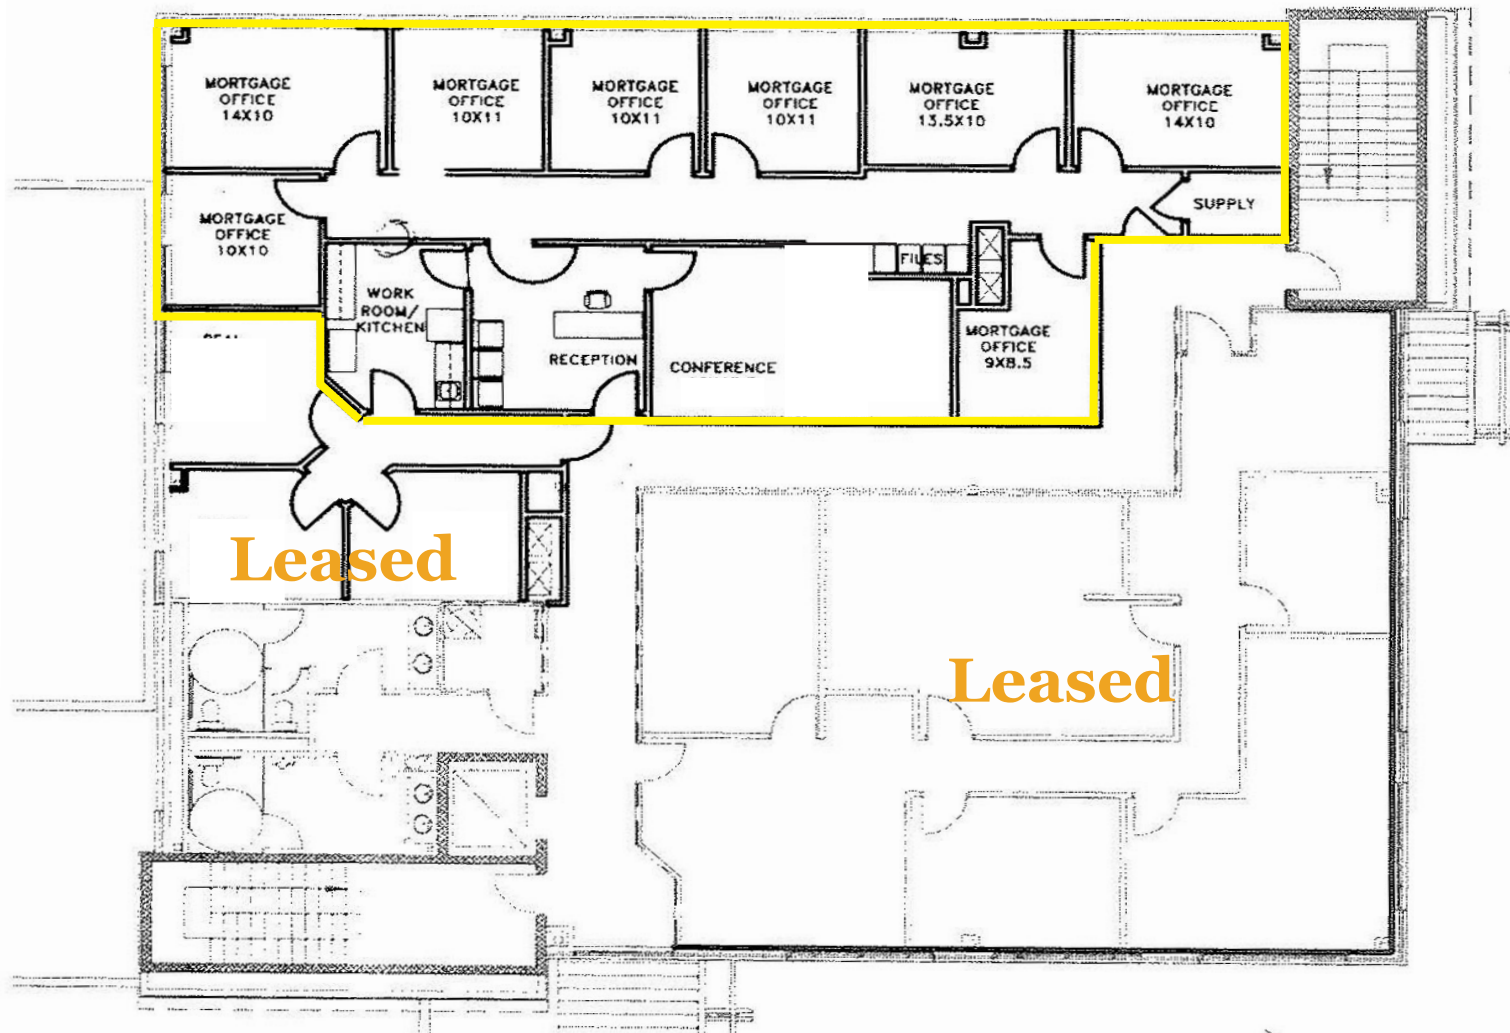 MORTGAGE
OFFICE
14X10
MORTGAGE
OFFICE
10X11
MORTGAGE
OFFICE
10X11
MORTGAGE
OFFICE
10X11
MORTGAGE
OFFICE
13.5X10
MORTGAGE
OFFICE
14X10
MORTGAGE
OFFICE
10X10
SUPPLY
FILES
WORK
ROOM/
KITCHEN
RECEPTION
CONFERENCE
MORTGAGE
OFFICE
9X8.5
Leased
Leased